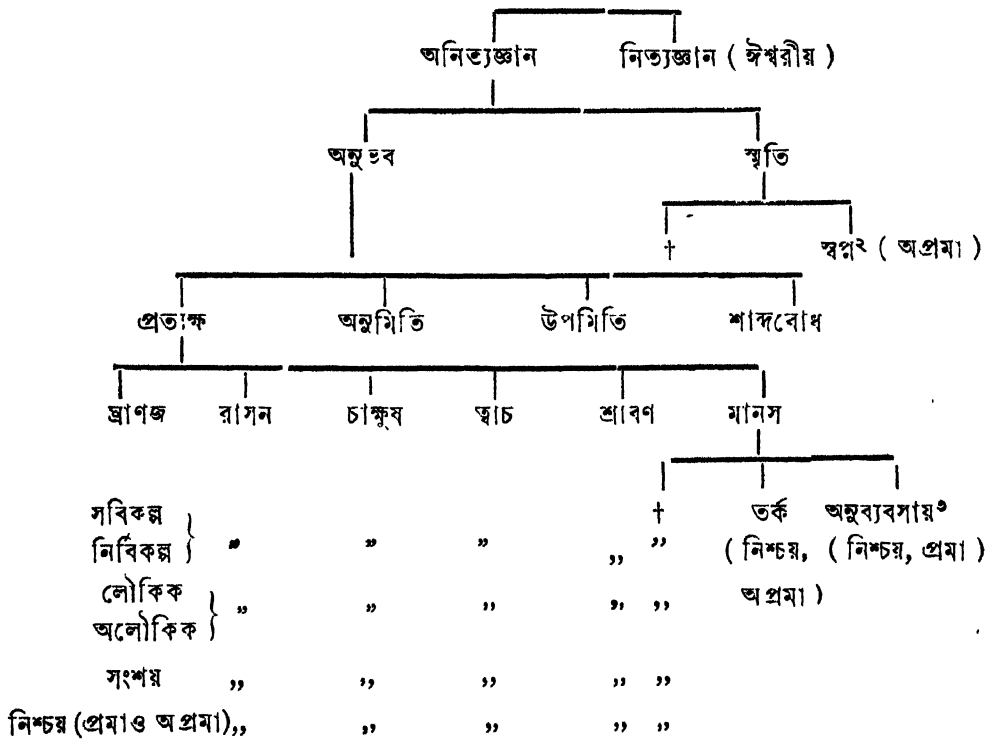 অনিত্যজ্ঞান নিত্যজ্ঞান ( ঈশ্বরীয় )
অনুভব স্মৃতি
† স্বপ্ন২ ( অপ্রমা )
প্রত্যক্ষ অনুমিতি উপমিতি শাব্দবোধ
ঘ্রাণজ রাসন চাক্ষুষ ত্বাচ শ্রাবণ মানস
সবিকল্প † তর্ক অনুব্যবসায়৩
নির্বিকল্প } „ „ „ „ „ ( নিশ্চয়, ( নিশ্চয়, প্রমা )
লৌকিক } „ „ „ „ „ অপ্রমা )
অলৌকিক
সংশয় „ „ „ „ „
নিশ্চয় (প্রমা ও অপ্রমা) „ „ „ „ „